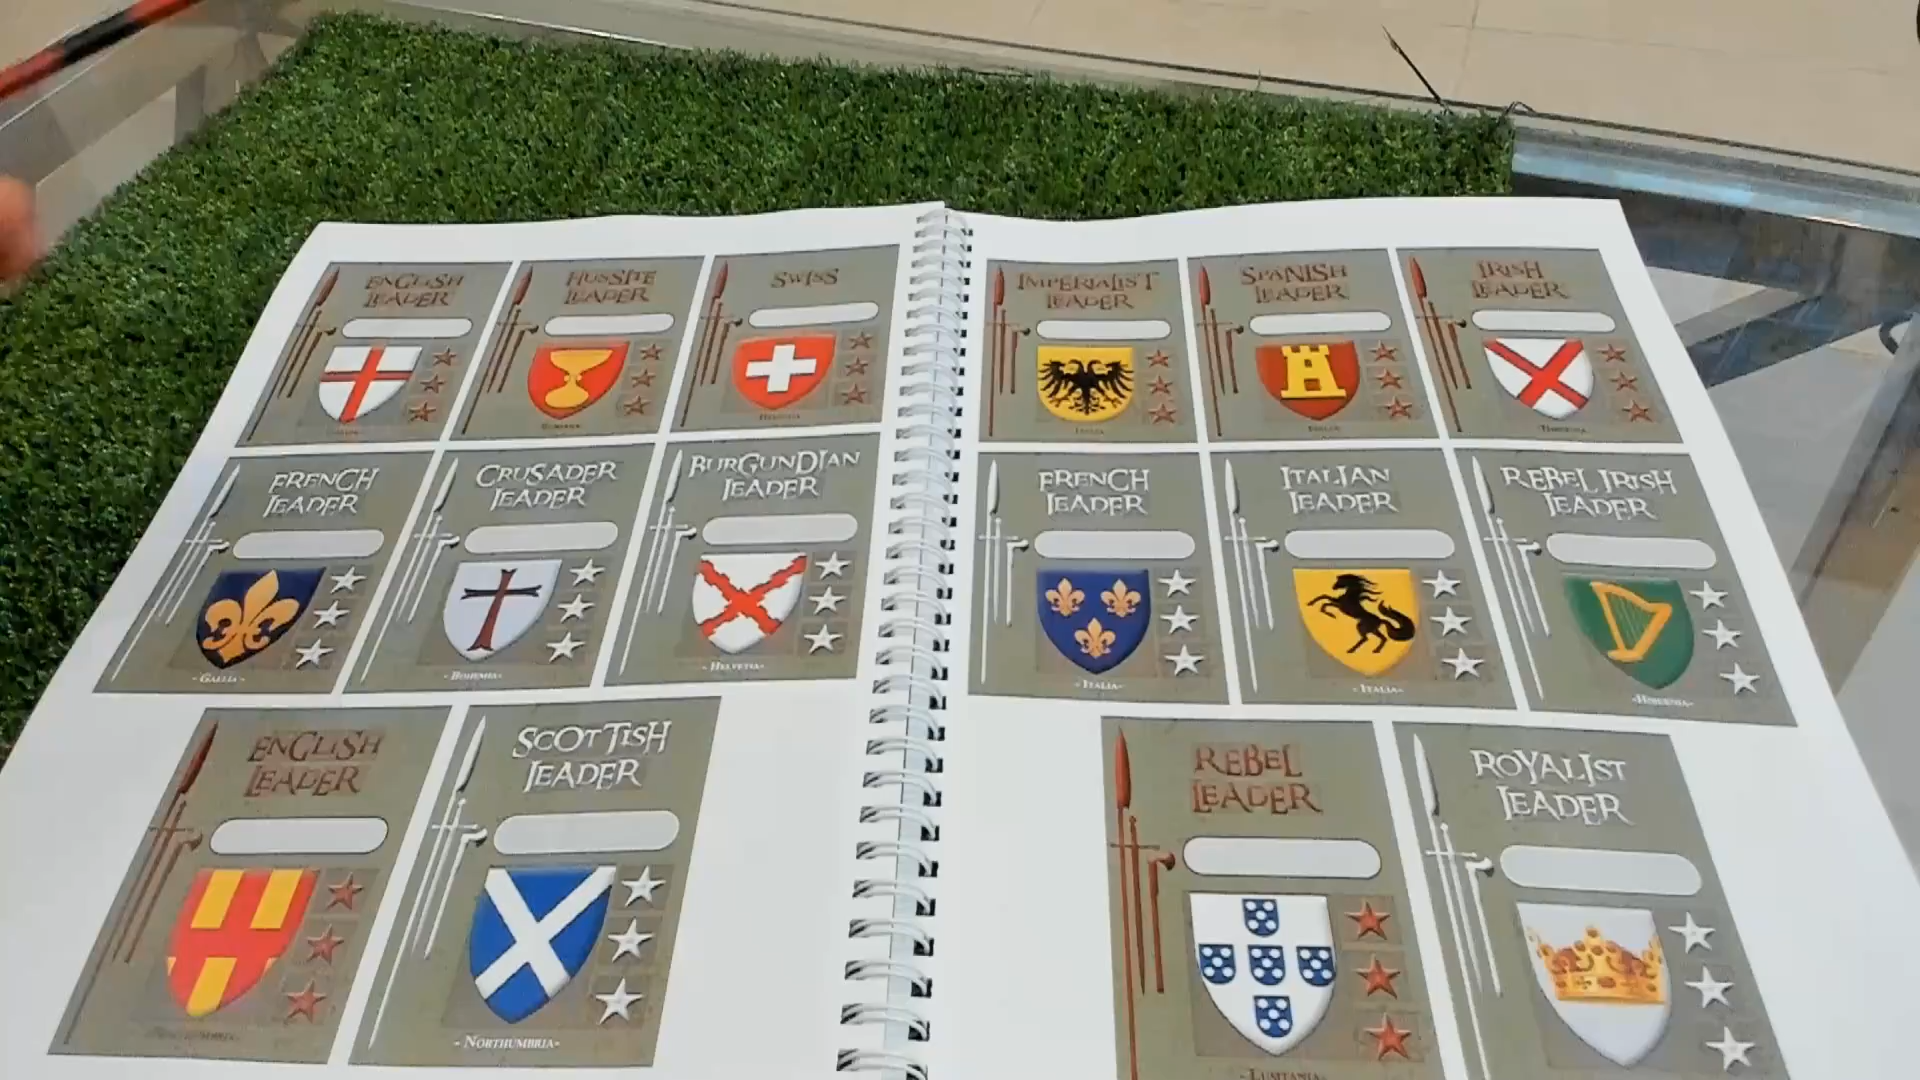 ENGLISH
LEADER
HUSSITE
LEADER
SWISS
FRENCH
LEADER
-GALLIA-
CRUSADER
LEADER
-BOHEMIA-
BURGUNDIAN
LEADER
-HELVETIA-
ENGLISH
LEADER
SCOTTISH
LEADER
-NORTHUMBRIA-
IMPERIALIST
LEADER
SPANISH
LEADER
IRISH
LEADER
FRENCH
LEADER
-ITALIA-
ITALIAN
LEADER
-ITALIA-
REBEL IRISH
LEADER
-HIBERNIA-
REBEL
LEADER
-LUSITANIA-
ROYALIST
LEADER